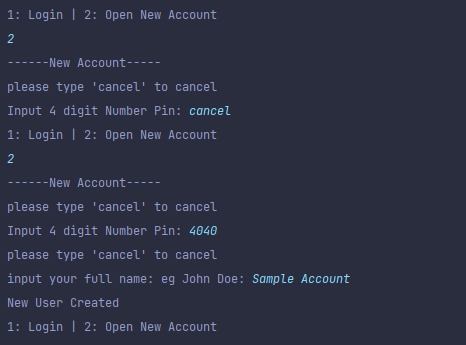 1: Login | 2: Open New Account
2
------New Account-----
please type 'cancel' to cancel
Input 4 digit Number Pin: cancel
1: Login | 2: Open New Account
2
------New Account-----
please type 'cancel' to cancel
Input 4 digit Number Pin: 4040
please type 'cancel' to cancel
input your full name: eg John Doe: Sample Account
New User Created
1: Login | 2: Open New Account